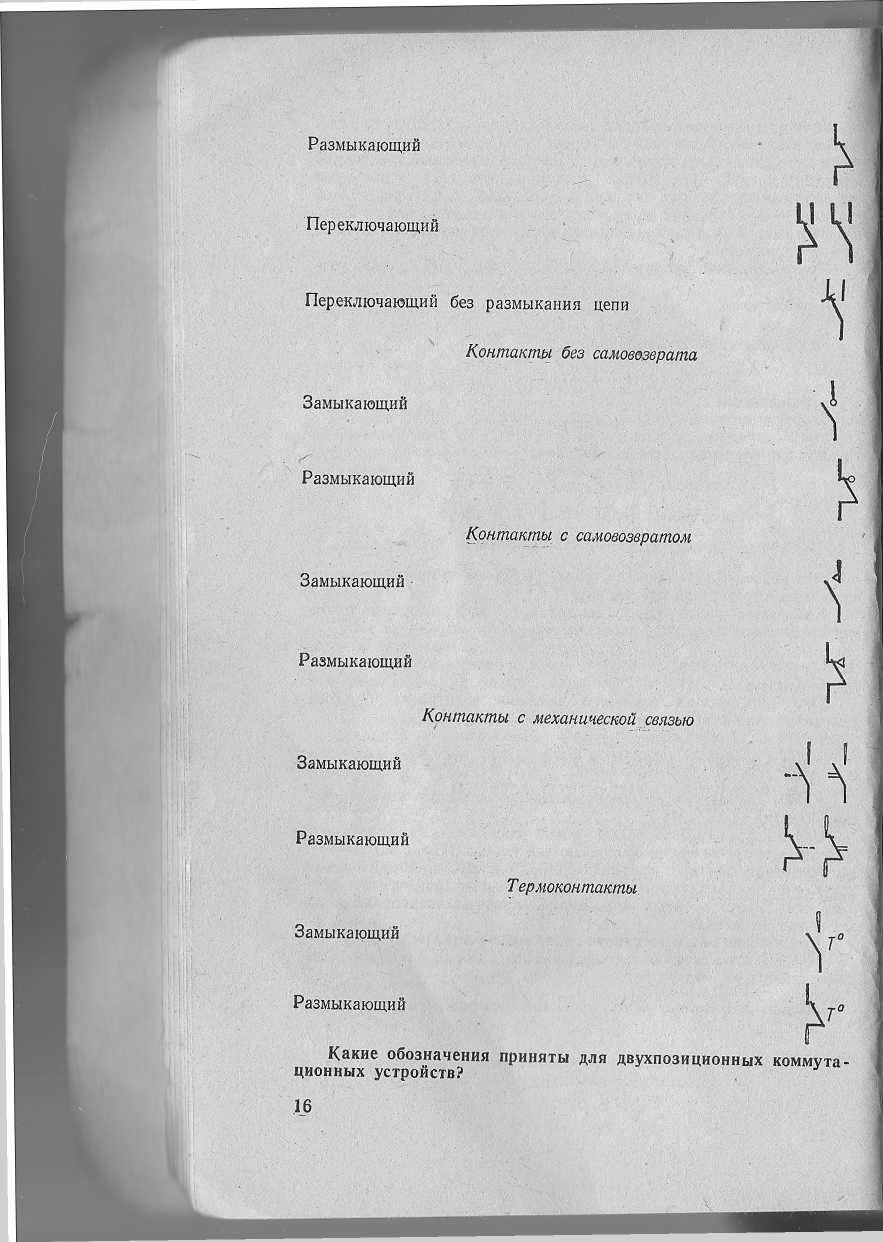 Размыкающий
Переключающий
Переключающий без размыкания цепи
Контакты без самовозврата
Замыкающий
Размыкающий
Контакты с самовозвратом
Замыкающий
Размыкающий
Контакты с механической связью
Замыкающий
Размыкающий
Термоконтакты
Замыкающий
T°
Размыкающий
T°
Какие обозначения приняты для двухпозиционных коммута-
ционных устройств?
16